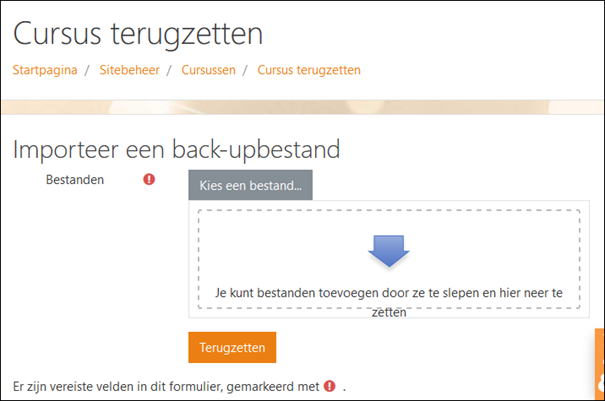 Cursus terugzetten
Startpagina / Sitebeheer / Cursussen / Cursus terugzetten
Importeer een back-upbestand
Bestanden
Kies een bestand...
Je kunt bestanden toevoegen door ze te slepen en hier neer te
zetten
Terugzetten
Er zijn vereiste velden in dit formulier, gemarkeerd met .